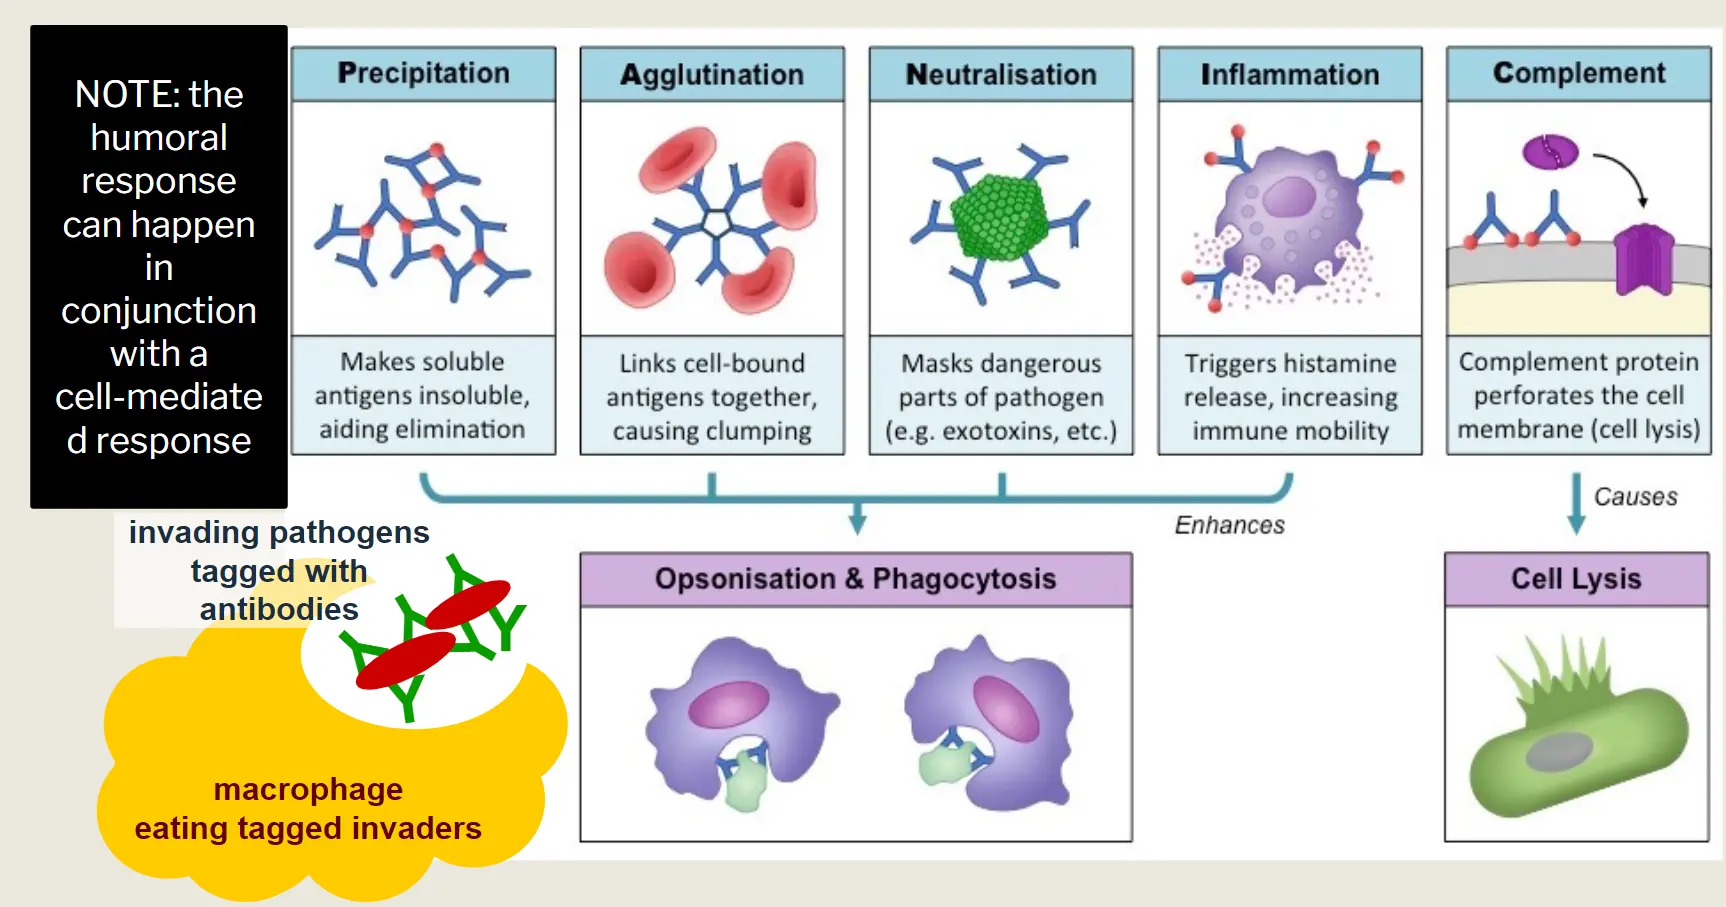 NOTE: the
humoral
response
can happen
in
conjunction
with a
cell-mediate
d response
Precipitation
Makes soluble
antigens insoluble,
aiding elimination
Agglutination
Links cell-bound
antigens together,
causing clumping
Neutralisation
Masks dangerous
parts of pathogen
(e.g. exotoxins, etc.)
Inflammation
Triggers histamine
release, increasing
immune mobility
Complement
Complement protein
perforates the cell
membrane (cell lysis)
Enhances
Causes
invading pathogens
tagged with
antibodies
macrophage
eating tagged invaders
Opsonisation & Phagocytosis
Cell Lysis